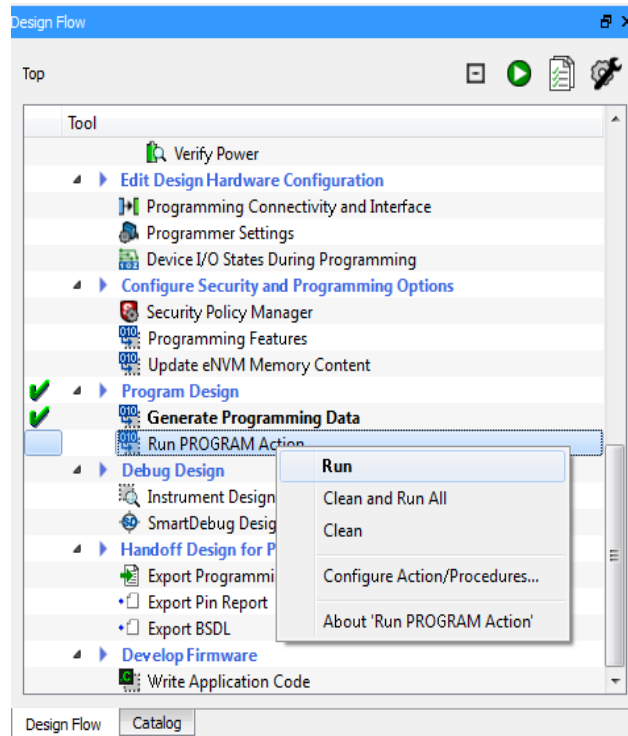 Design Flow
Top
Tool
Verify Power
Edit Design Hardware Configuration
Programming Connectivity and Interface
Programmer Settings
Device I/O States During Programming
Configure Security and Programming Options
Security Policy Manager
Programming Features
Update eNVM Memory Content
Program Design
Generate Programming Data
Run PROGRAM Action
Debug Design
Instrument Design
SmartDebug Desig
Handoff Design for P
Export Programmi
Export Pin Report
Export BSDL
Develop Firmware
Write Application Code
Run
Clean and Run All
Clean
Configure Action/Procedures...
About 'Run PROGRAM Action'
Design Flow
Catalog